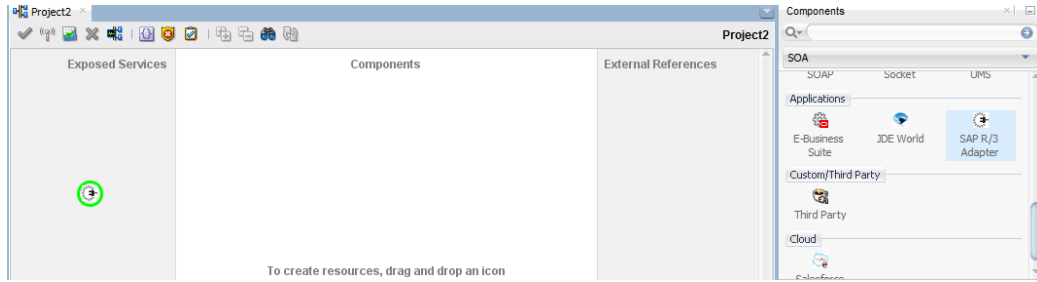 Project2
Project2
Exposed Services
Components
External References
To create resources, drag and drop an icon
Components
SOA
SOAP Socket UMS
Applications
E-Business Suite
JDE World
SAP R/3 Adapter
Custom/Third Party
Third Party
Cloud
Salesforce